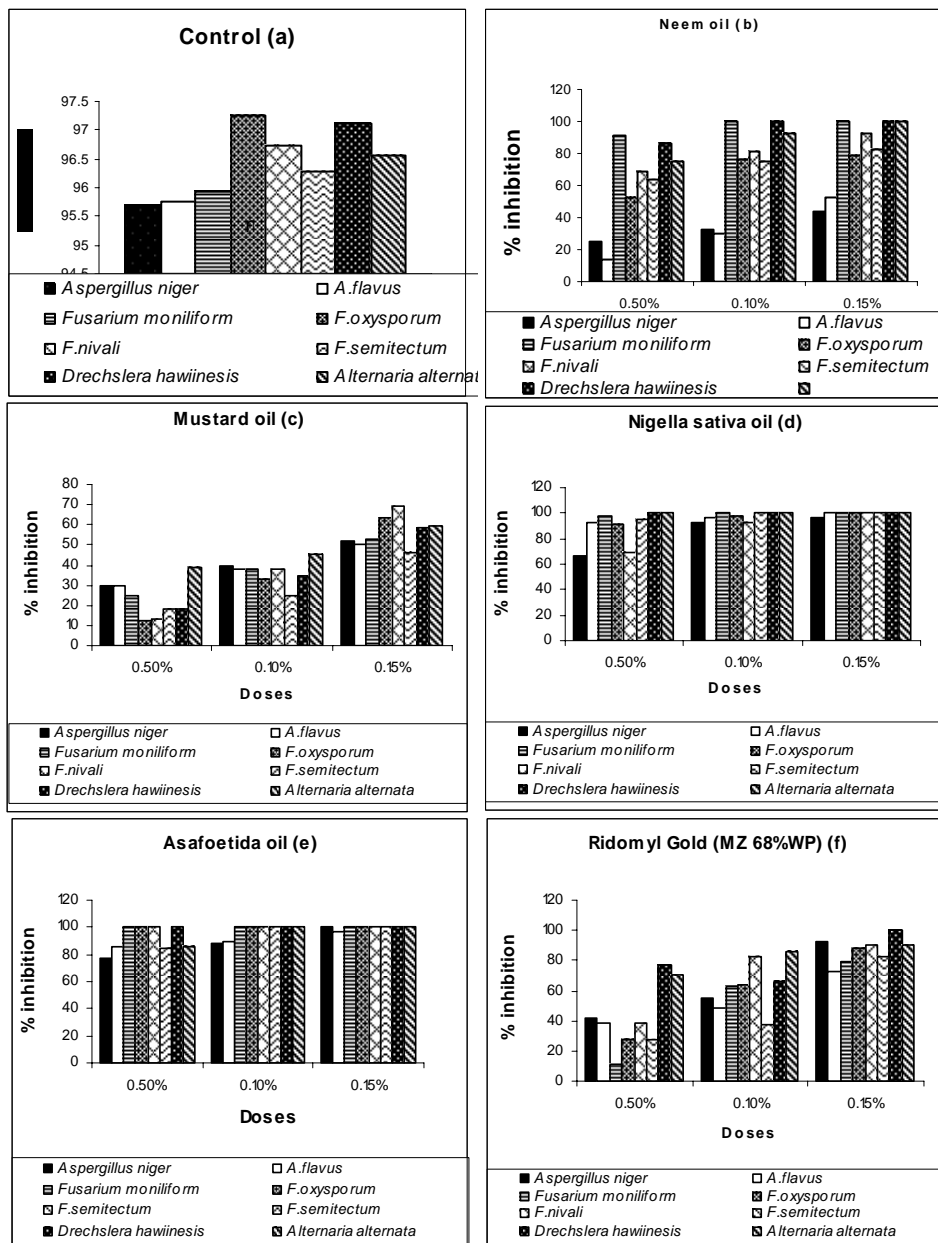 Control (a)
97.5
97
96.5
96
95.5
95
94.5
Aspergillus niger
A.flavus
Fusarium moniliform
F.oxysporum
F.nivali
F.semitectum
Drechslera hawiinesis
Alternaria alternat
Neem oil (b)
% inhibition
120
100
80
60
40
20
0
0.50%
0.10%
0.15%
Aspergillus niger
A.flavus
Fusarium moniliform
F.oxysporum
F.nivali
F.semitectum
Drechslera hawiinesis
Mustard oil (c)
% inhibition
80
70
60
50
40
30
20
10
0
0.50%
0.10%
0.15%
Doses
Aspergillus niger
A.flavus
Fusarium moniliform
F.oxysporum
F.nivali
F.semitectum
Drechslera hawiinesis
Alternaria alternata
Nigella sativa oil (d)
% inhibition
120
100
80
60
40
20
0
0.50%
0.10%
0.15%
Doses
Aspergillus niger
A.flavus
Fusarium moniliform
F.oxysporum
F.nivali
F.semitectum
Drechslera hawiinesis
Alternaria alternata
Asafoetida oil (e)
% inhibition
120
100
80
60
40
20
0
0.50%
0.10%
0.15%
Doses
Aspergillus niger
A.flavus
Fusarium moniliform
F.oxysporum
F.semitectum
F.semitectum
Drechslera hawiinesis
Alternaria alternata
Ridomyl Gold (MZ 68%WP) (f)
% inhibition
120
100
80
60
40
20
0
0.50%
0.10%
0.15%
Doses
Aspergillus niger
A.flavus
Fusarium moniliform
F.oxysporum
F.nivali
F.semitectum
Drechslera hawiinesis
Alternaria alternata